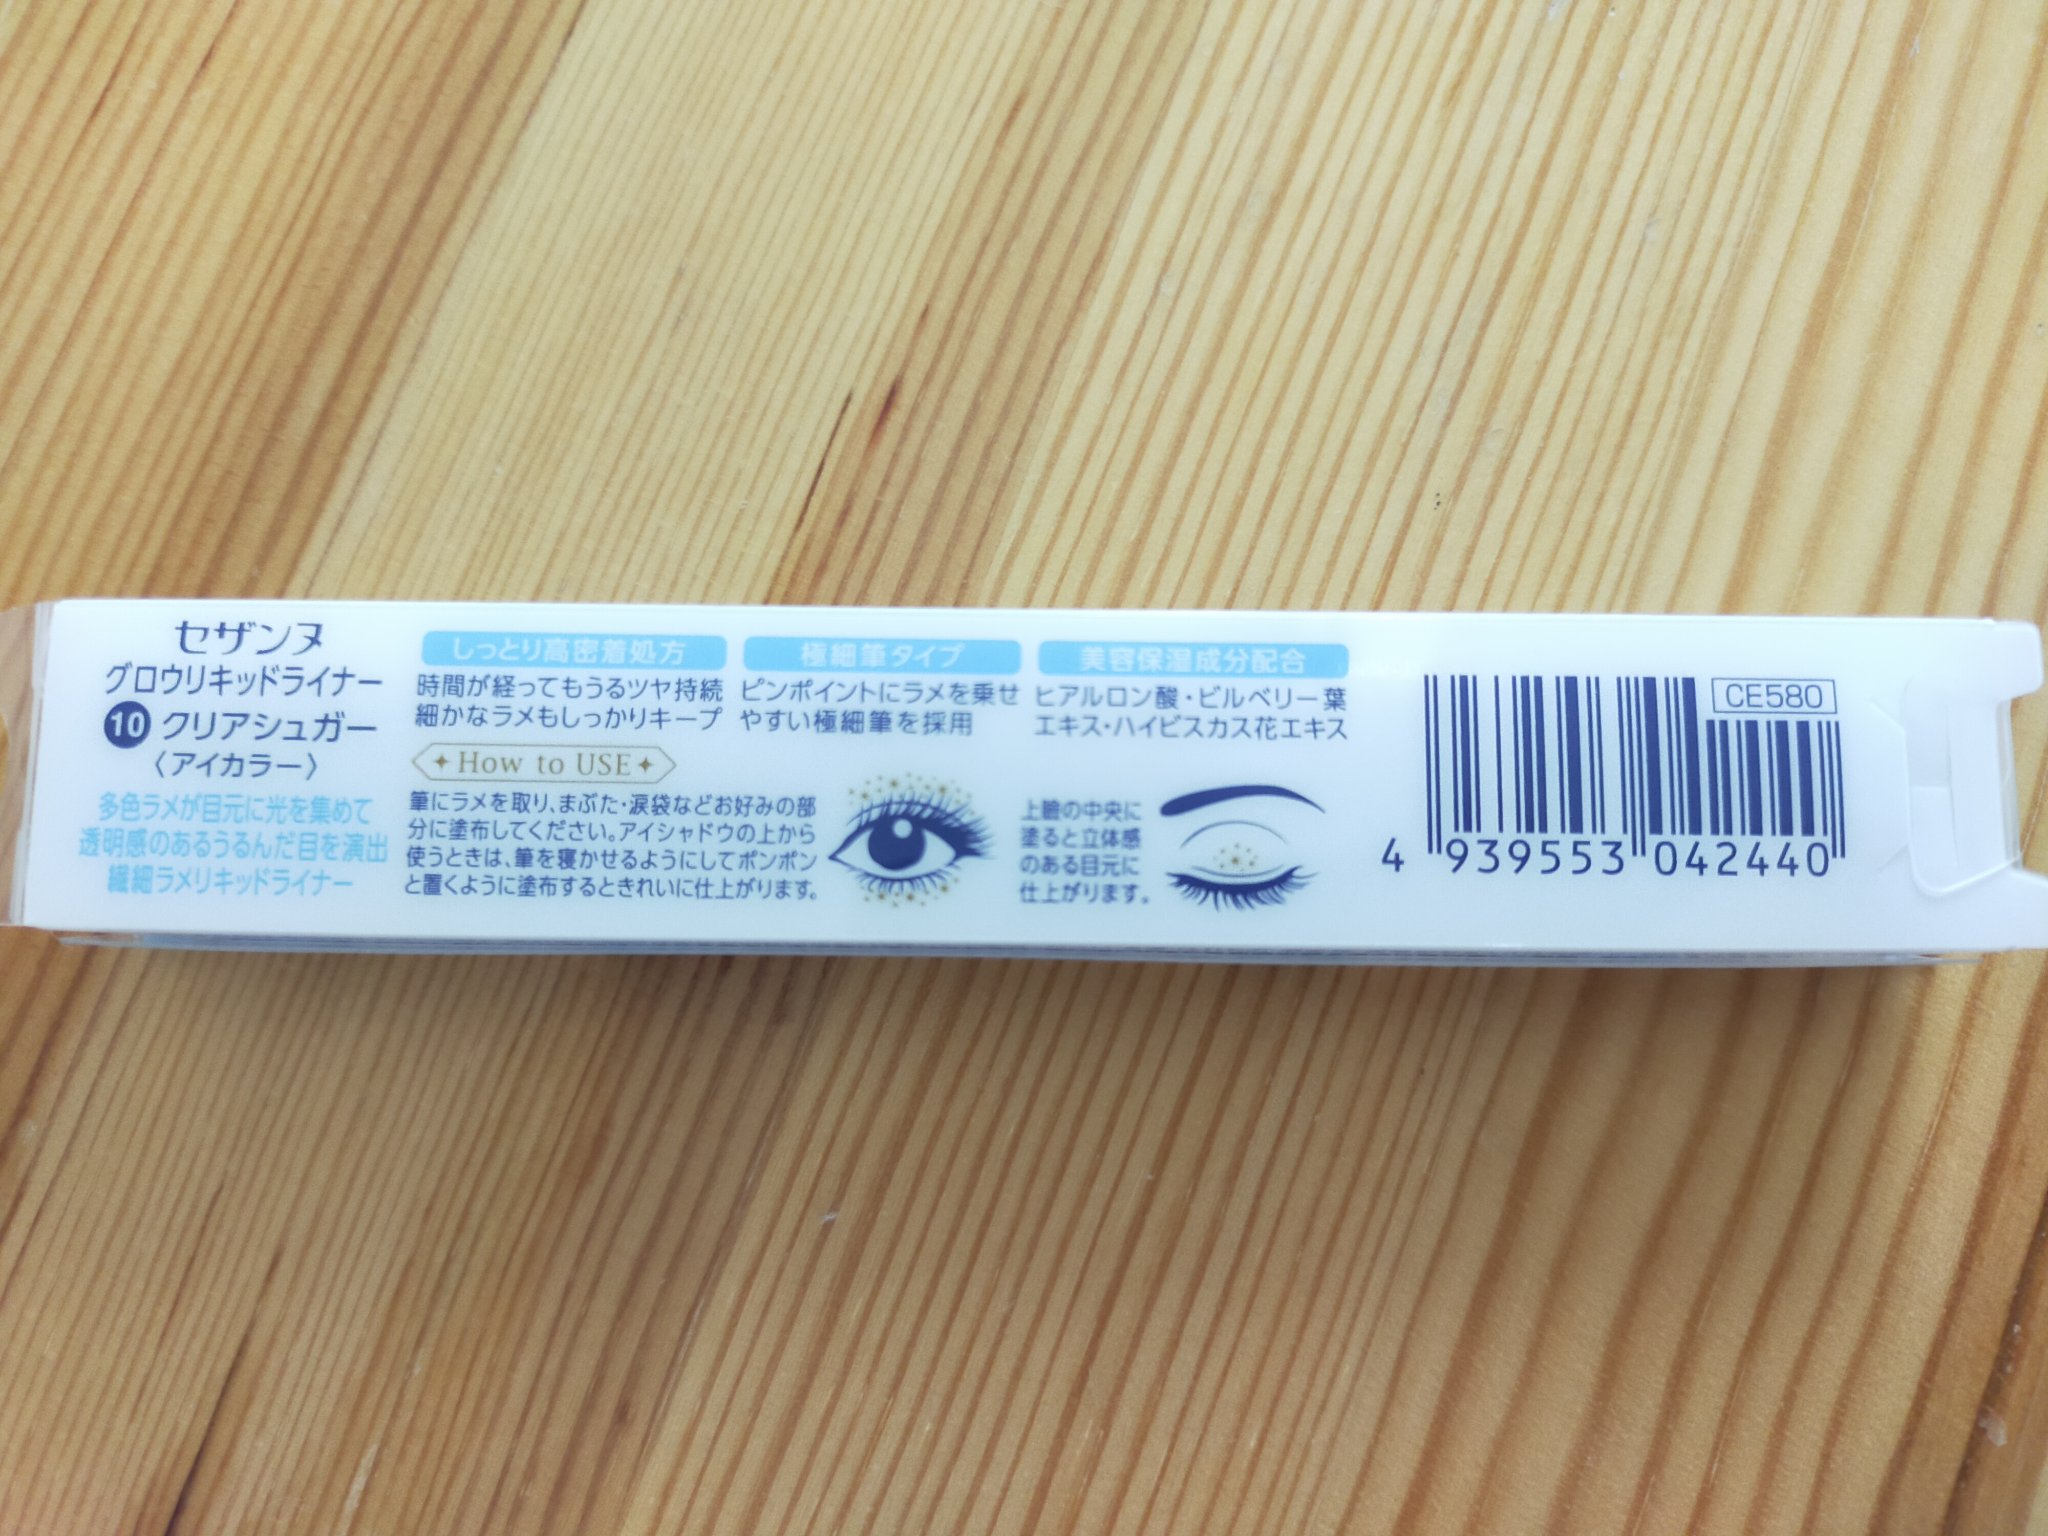 セザンヌ
グロウリキッドライナー
10 クリアシュガー
〈アイカラー〉
多色ラメが目元に光を集めて
透明感のあるうるんだ目を演出
繊細ラメリキッドライナー
しっとり高密着処方
時間が経ってもうるツヤ持続
細かなラメもしっかりキープ
極細筆タイプ
ピンポイントにラメを乗せ
やすい極細筆を採用
美容保湿成分配合
ヒアルロン酸・ビルベリー葉
エキス・ハイビスカス花エキス
How to USE
筆にラメを取り、まぶた・涙袋などお好みの部
分に塗布してください。アイシャドウの上から
使うときは、筆を寝かせるようにしてポンポン
と置くように塗布するときれいに仕上がります。
上瞼の中央に
塗ると立体感
のある目元に
仕上がります。
CE580
4 939553 042440